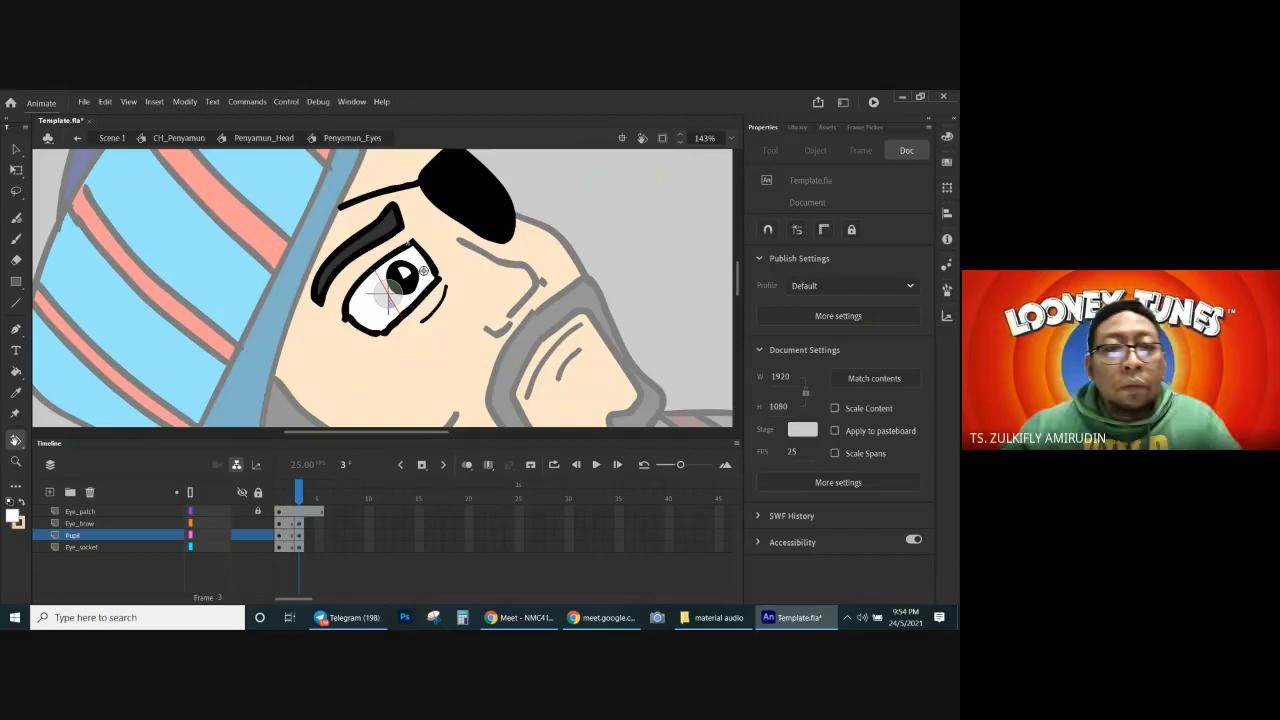 Animate File Edit View Insert Modify Text Commands Control Debug Window Help
Template.fla* ×
Scene 1 CH_Penyamun Penyamun_Head Penyamun_Eyes 143%
Properties Library Assets Frame Picker
Tool Object Frame Doc
An Template.fla
Document
Publish Settings
Profile Default
More settings
Document Settings
W 1920 Match contents
H 1080 Scale Content
Stage Apply to pasteboard
FPS 25 Scale Spans
More settings
SWF History
Accessibility
Timeline
25.00 FPS 3 F
1s
5 10 15 20 25 30 35 40 45
Eye_patch
Eye_brow
Pupil
Eye_socket
Frame 3
Type here to search Telegram (198) Ps Meet - NMC41... meet.google.c... material audio An Template.fla* 9:54 PM
24/5/2021
LOONEY TUNES ™
TS. ZULKIFLY AMIRUDIN